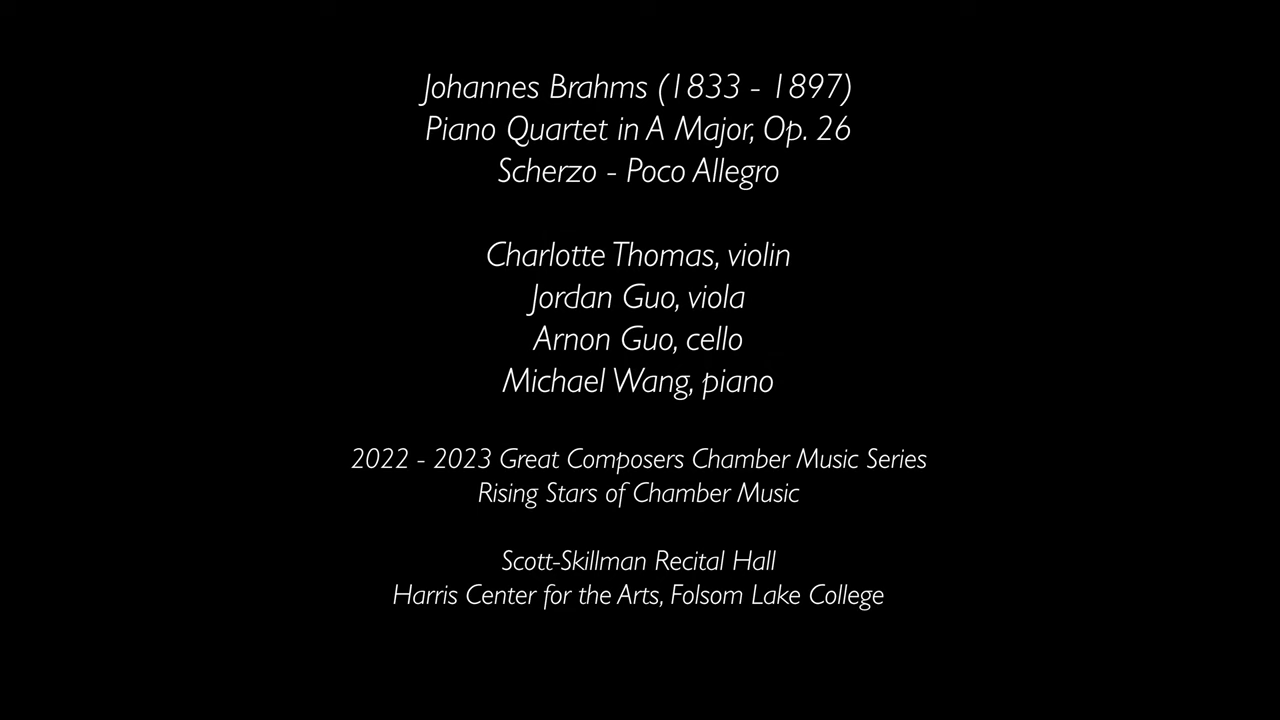 Johannes Brahms (1833 - 1897)
Piano Quartet in A Major, Op. 26
Scherzo - Poco Allegro
Charlotte Thomas, violin
Jordan Guo, viola
Arnon Guo, cello
Michael Wang, piano
2022 - 2023 Great Composers Chamber Music Series
Rising Stars of Chamber Music
Scott-Skillman Recital Hall
Harris Center for the Arts, Folsom Lake College